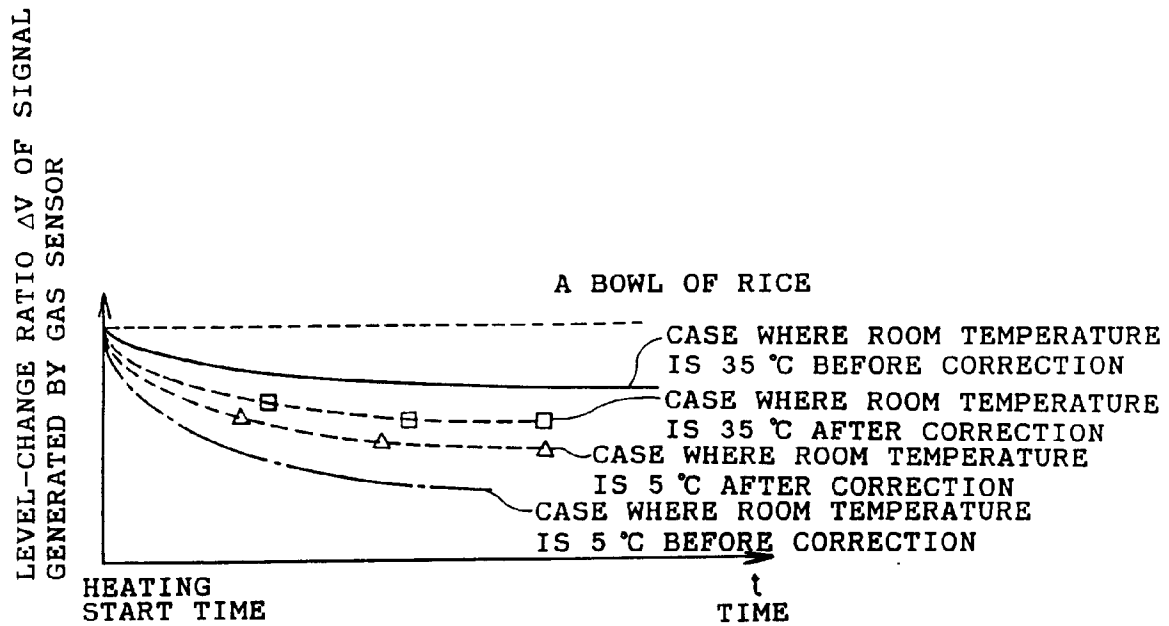 LEVEL-CHANGE RATIO ΔV OF SIGNAL
GENERATED BY GAS SENSOR
A BOWL OF RICE
CASE WHERE ROOM TEMPERATURE
IS 35 ℃ BEFORE CORRECTION
CASE WHERE ROOM TEMPERATURE
IS 35 ℃ AFTER CORRECTION
CASE WHERE ROOM TEMPERATURE
IS 5 ℃ AFTER CORRECTION
CASE WHERE ROOM TEMPERATURE
IS 5 ℃ BEFORE CORRECTION
HEATING
START TIME
t
TIME